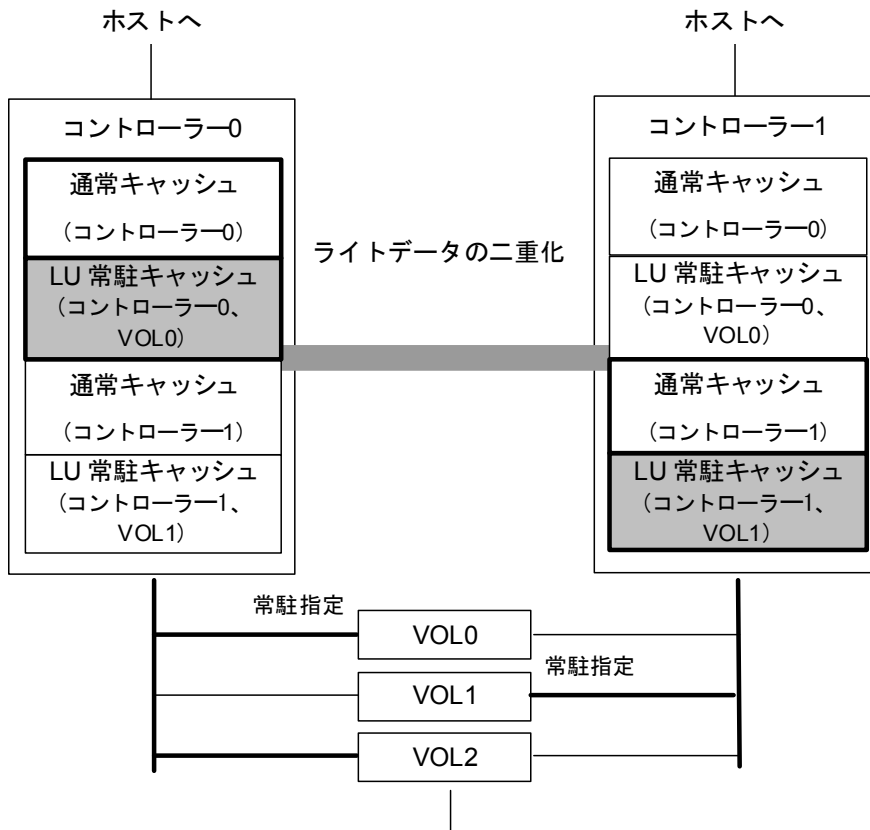 ホストへ
ホストへ
コントローラー0
通常キャッシュ
（コントローラー0）
LU 常駐キャッシュ
（コントローラー0、
VOL0）
通常キャッシュ
（コントローラー1）
LU 常駐キャッシュ
（コントローラー1、
VOL1）
ライトデータの二重化
コントローラー1
通常キャッシュ
（コントローラー0）
LU 常駐キャッシュ
（コントローラー0、
VOL0）
通常キャッシュ
（コントローラー1）
LU 常駐キャッシュ
（コントローラー1、
VOL1）
常駐指定
VOL0
常駐指定
VOL1
VOL2